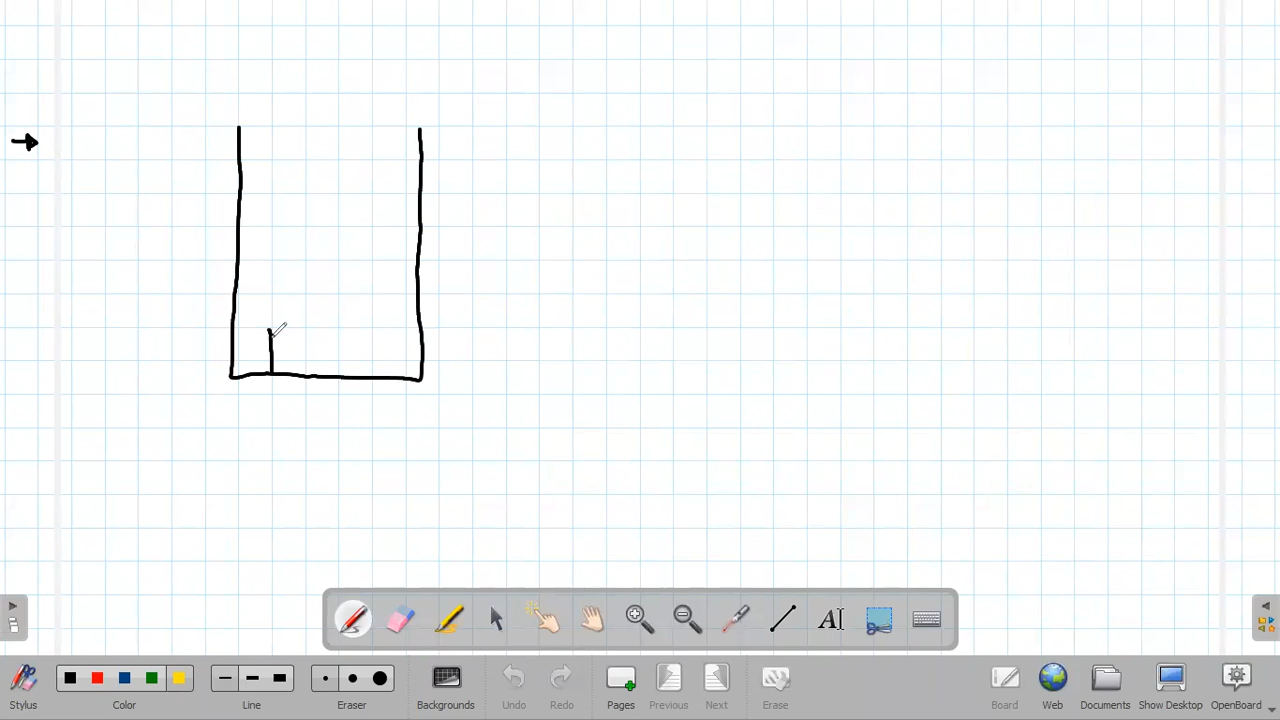 Stylus
Color
Line
Eraser
Backgrounds
Undo
Redo
Pages
Previous
Next
Erase
Board
Web
Documents
Show Desktop
OpenBoard